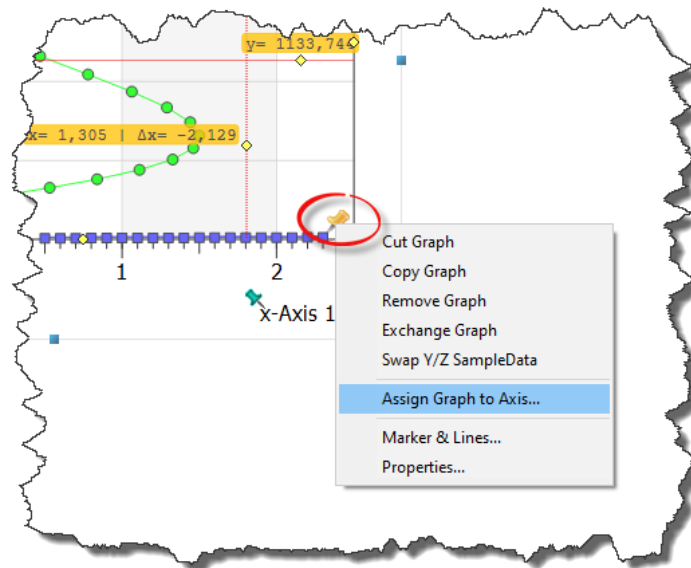 y= 1133,744
x= 1,305 | Δx= -2,129
1
2
x-Axis 1
Cut Graph
Copy Graph
Remove Graph
Exchange Graph
Swap Y/Z SampleData
Assign Graph to Axis...
Marker & Lines...
Properties...